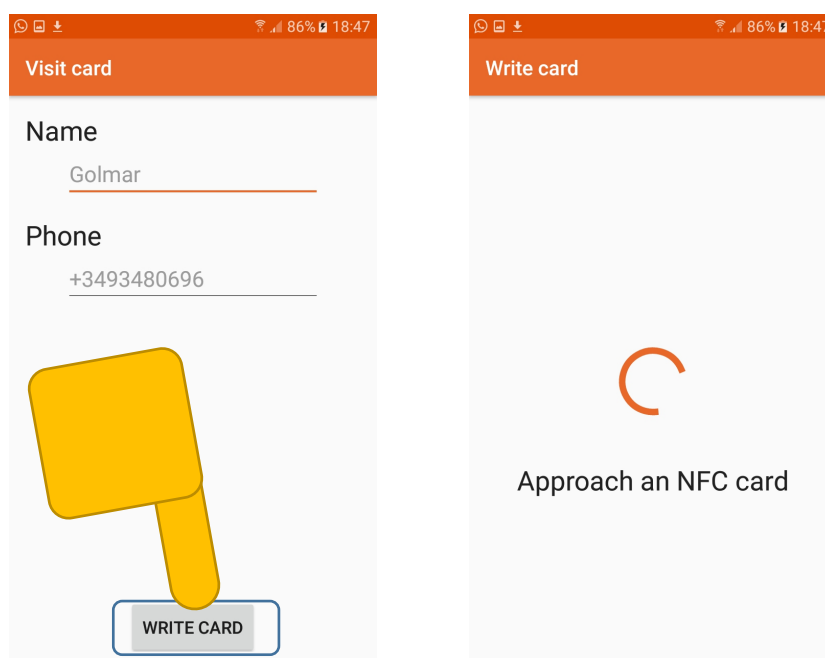 86% 18:47
Visit card
Name
Golmar
Phone
+3493480696
WRITE CARD
86% 18:47
Write card
Approach an NFC card